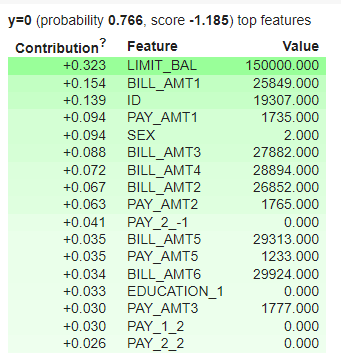 y=0 (probability 0.766, score -1.185) top features
Contribution? Feature Value
+0.323 LIMIT_BAL 150000.000
+0.154 BILL_AMT1 25849.000
+0.139 ID 19307.000
+0.094 PAY_AMT1 1735.000
+0.094 SEX 2.000
+0.088 BILL_AMT3 27882.000
+0.072 BILL_AMT4 28894.000
+0.067 BILL_AMT2 26852.000
+0.063 PAY_AMT2 1765.000
+0.041 PAY_2_-1 0.000
+0.035 BILL_AMT5 29313.000
+0.035 PAY_AMT5 1233.000
+0.034 BILL_AMT6 29924.000
+0.033 EDUCATION_1 0.000
+0.030 PAY_AMT3 1777.000
+0.030 PAY_1_2 0.000
+0.026 PAY_2_2 0.000